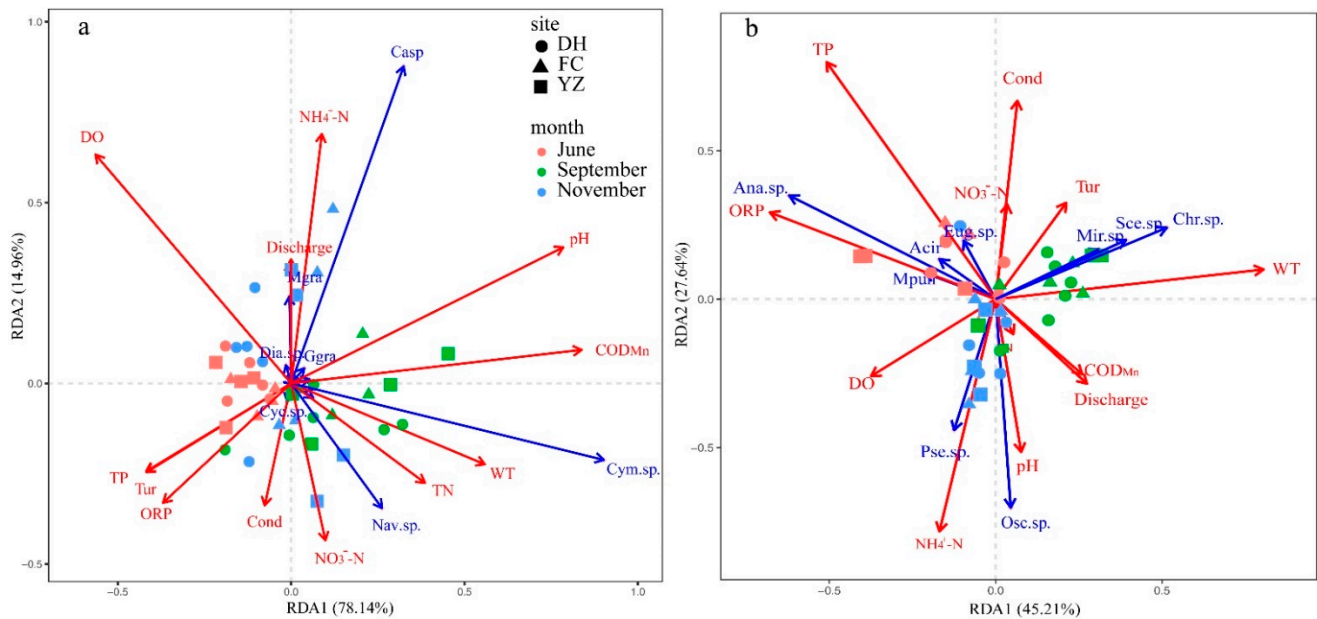 a
site
DH
FC
YZ
month
June
September
November
Casp
NH₄⁺-N
DO
pH
Discharge
Mgra
CODMn
Dia.sp.
Ggra
Cyc.sp.
TP
Tur
ORP
Cond
NO₃⁻-N
Nav.sp.
TN
WT
Cym.sp.
1.0
0.5
0.0
−0.5
−0.5
0.0
0.5
1.0
RDA2 (14.96%)
RDA1 (78.14%)
b
TP
Cond
NO₃⁻-N
Tur
Ana.sp.
ORP
Eug.sp.
Acir
Mpun
Sce.sp.
Chr.sp.
Mir.sp.
WT
DO
CODMn
Discharge
Pse.sp.
pH
Osc.sp.
NH₄⁺-N
0.5
0.0
−0.5
−0.5
0.0
0.5
RDA2 (27.64%)
RDA1 (45.21%)